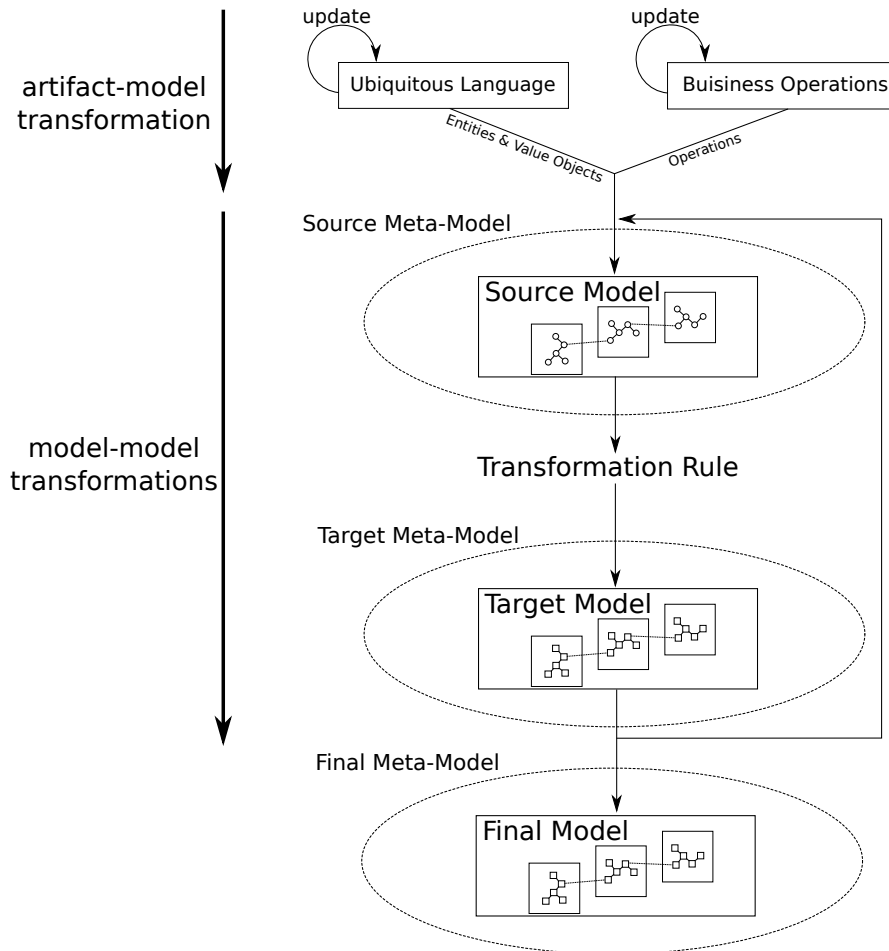 update
update
Ubiquitous Language
Buisiness Operations
artifact-model
transformation
Entities & Value Objects
Operations
Source Meta-Model
Source Model
model-model
transformations
Transformation Rule
Target Meta-Model
Target Model
Final Meta-Model
Final Model